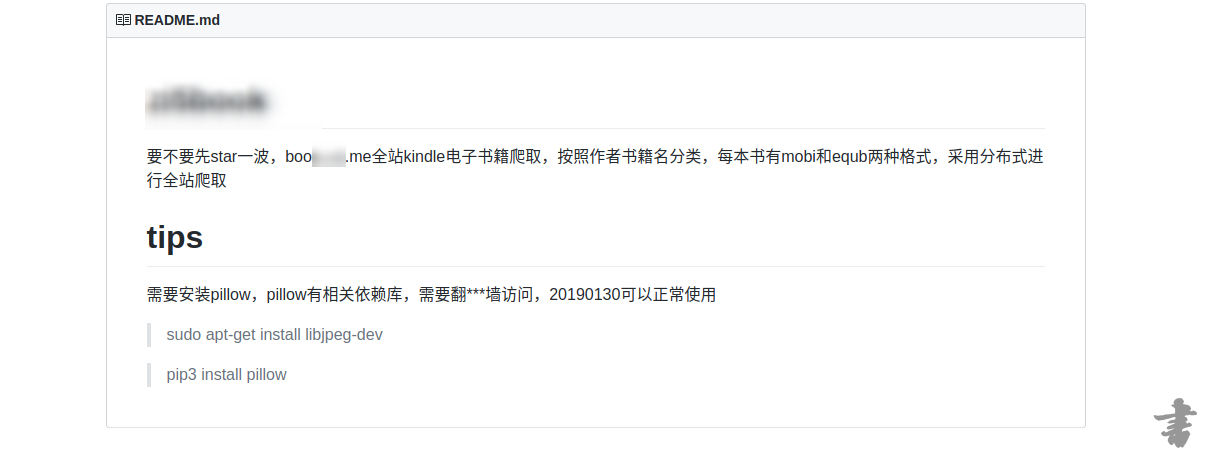 README.md
要不要先star一波，boo.me全站kindle电子书籍爬取，按照作者书籍名分类，每本书有mobi和equb两种格式，采用分布式进
行全站爬取
tips
需要安装pillow，pillow有相关依赖库，需要翻***墙访问，20190130可以正常使用
sudo apt-get install libjpeg-dev
pip3 install pillow
書